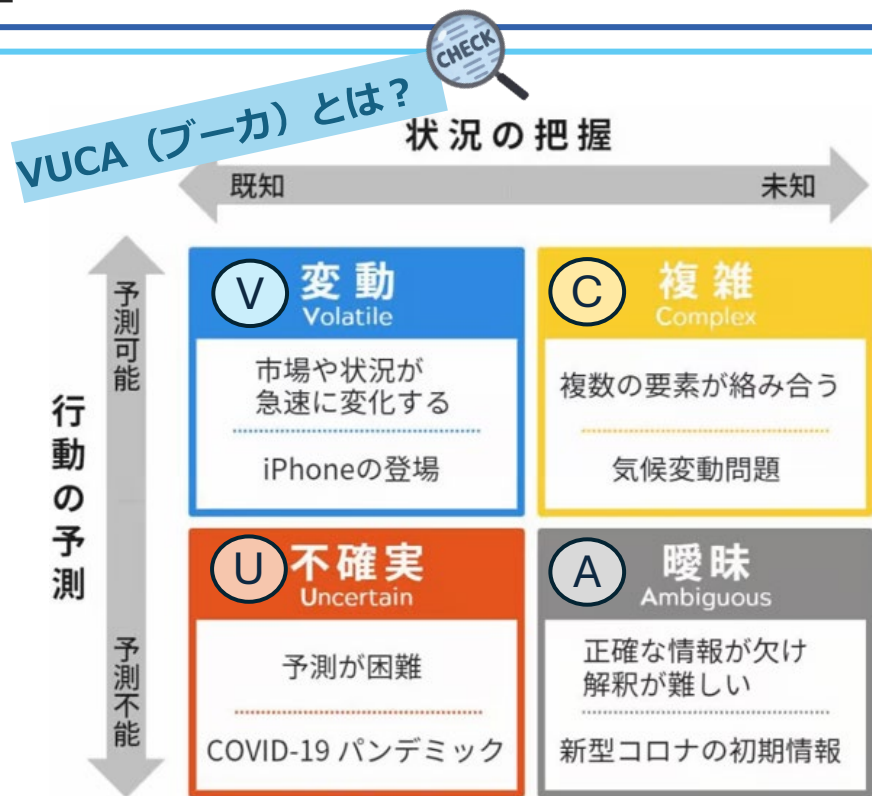 CHECK
VUCA（ブーカ）とは？
状況の把握
既知
未知
行動の予測
予測可能
予測不能
V
変動
Volatile
市場や状況が
急速に変化する
iPhoneの登場
C
複雑
Complex
複数の要素が絡み合う
気候変動問題
U
不確実
Uncertain
予測が困難
COVID-19 パンデミック
A
曖昧
Ambiguous
正確な情報が欠け
解釈が難しい
新型コロナの初期情報